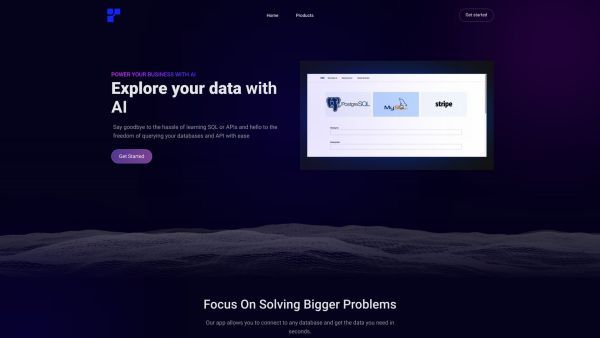 Home
Products
Get started
POWER YOUR BUSINESS WITH AI
Explore your data with
AI
Say goodbye to the hassle of learning SQL or APIs and hello to the
freedom of querying your databases and API with ease
Get Started
PostgreSQL
MySQL
stripe
Focus On Solving Bigger Problems
Our app allows you to connect to any database and get the data you need in
seconds.